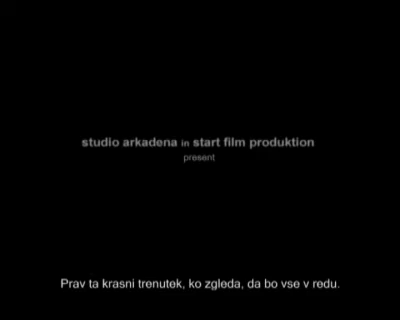 studio arkadena in start film produktion
present
Prav ta krasni trenutek, ko zgleda, da bo vse v redu.